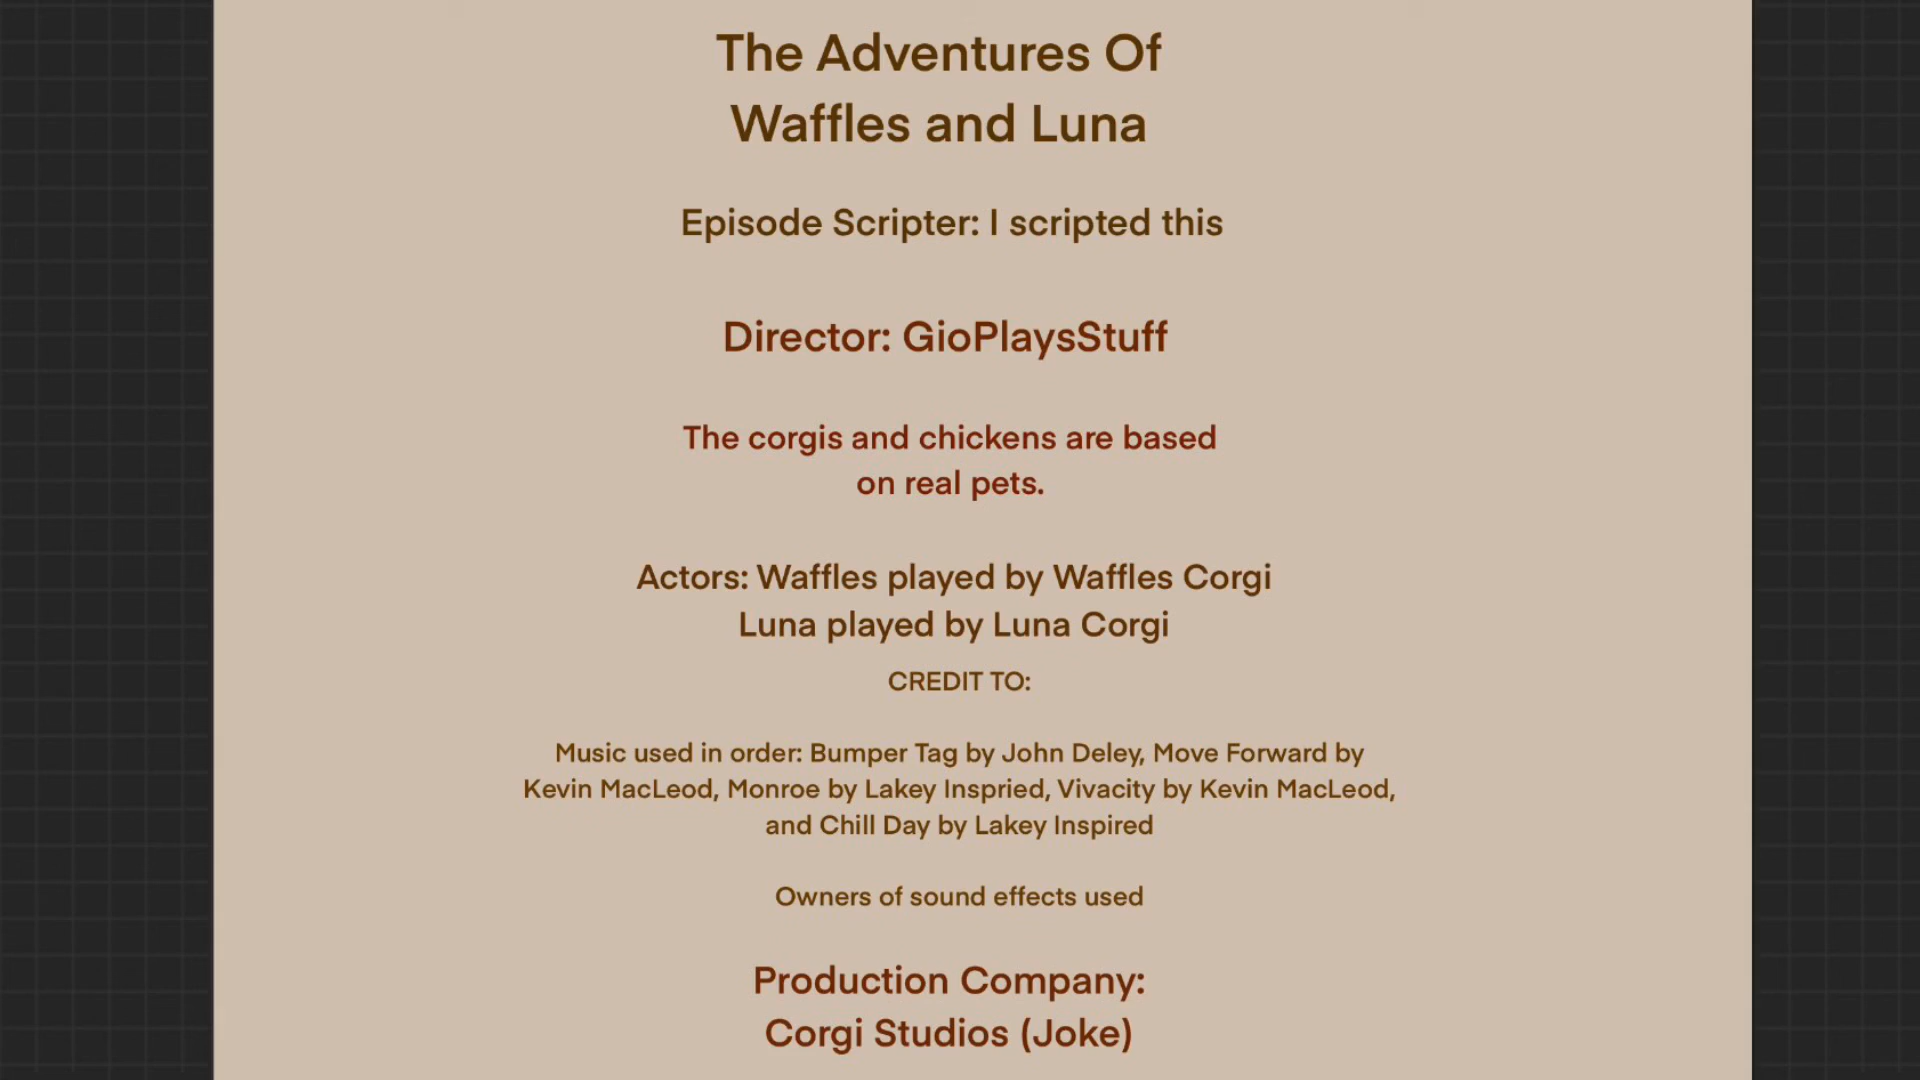 The Adventures Of
Waffles and Luna
Episode Scripter: I scripted this
Director: GioPlaysStuff
The corgis and chickens are based
on real pets.
Actors: Waffles played by Waffles Corgi
Luna played by Luna Corgi
CREDIT TO:
Music used in order: Bumper Tag by John Deley, Move Forward by
Kevin MacLeod, Monroe by Lakey Inspried, Vivacity by Kevin MacLeod,
and Chill Day by Lakey Inspired
Owners of sound effects used
Production Company:
Corgi Studios (Joke)